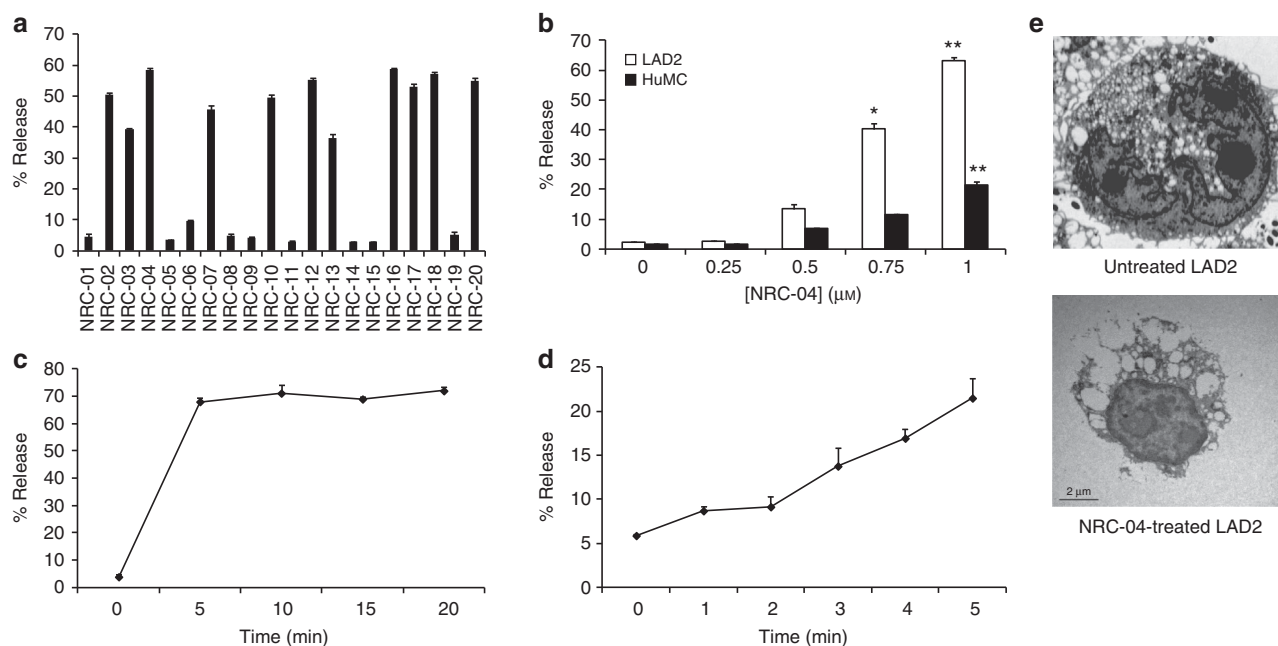 a
70
60
50
40
30
20
10
0
% Release
NRC-01
NRC-02
NRC-03
NRC-04
NRC-05
NRC-06
NRC-07
NRC-08
NRC-09
NRC-10
NRC-11
NRC-12
NRC-13
NRC-14
NRC-15
NRC-16
NRC-17
NRC-18
NRC-19
NRC-20
b
70
60
50
40
30
20
10
0
% Release
LAD2
HuMC
*
**
**
0 0.25 0.5 0.75 1
[NRC-04] (μM)
c
80
70
60
50
40
30
20
10
0
% Release
0 5 10 15 20
Time (min)
d
25
20
15
10
5
0
% Release
0 1 2 3 4 5
Time (min)
e
Untreated LAD2
2 μm
NRC-04-treated LAD2